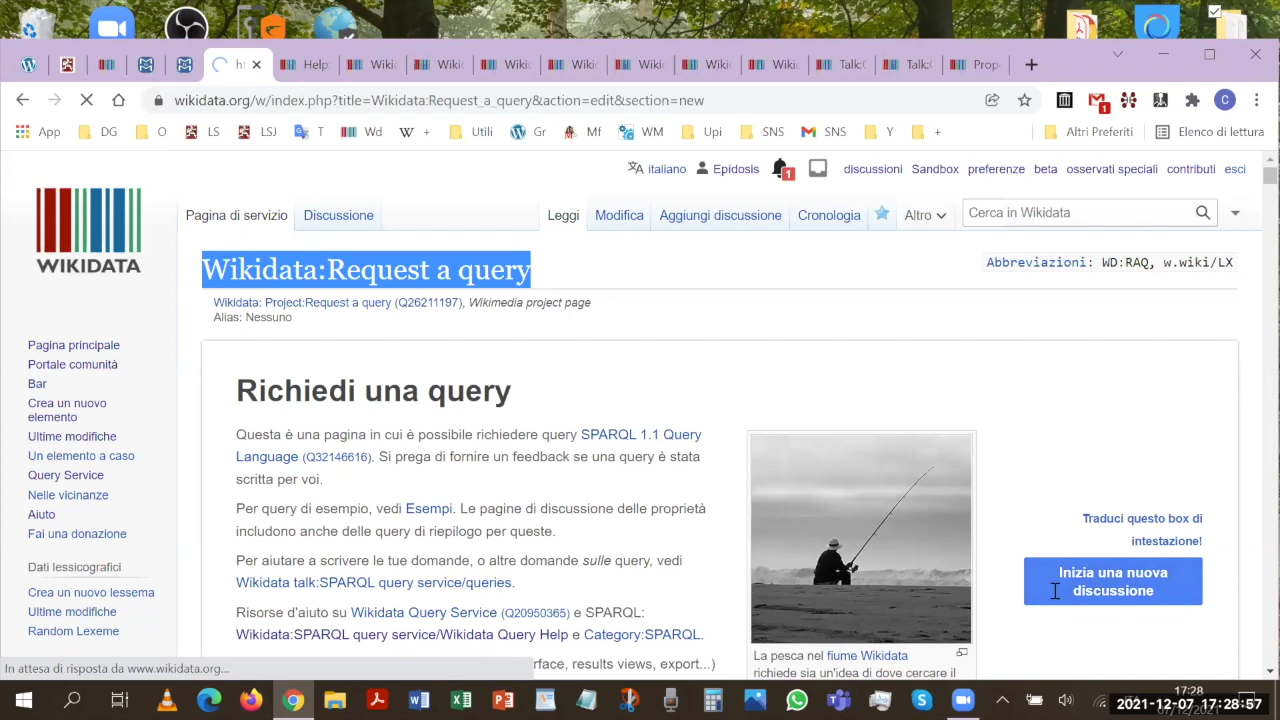 Help:
Wiki
Wiki
Wiki
Wiki
Wiki
Wiki
Wiki
Talk:
Talk:
Prop
wikidata.org/w/index.php?title=Wikidata:Request_a_query&action=edit&section=new
1
C
App DG O LS LSJ T Wd + Utili Gr Mf WM Upi SNS SNS Y + Altri Preferiti Elenco di lettura
italiano Epidosis 1 discussioni Sandbox preferenze beta osservati speciali contributi esci
WIKIDATA
Pagina di servizio Discussione Leggi Modifica Aggiungi discussione Cronologia Altro Cerca in Wikidata
Wikidata:Request a query
Abbreviazioni: WD:RAQ, w.wiki/LX
Wikidata: Project:Request a query (Q26211197), Wikimedia project page
Alias: Nessuno
Pagina principale
Portale comunità
Bar
Crea un nuovo
elemento
Ultime modifiche
Un elemento a caso
Query Service
Nelle vicinanze
Aiuto
Fai una donazione
Dati lessicografici
Crea un nuovo lessema
Ultime modifiche
Random Lexeme
Richiedi una query
Questa è una pagina in cui è possibile richiedere query SPARQL 1.1 Query
Language (Q32146616). Si prega di fornire un feedback se una query è stata
scritta per voi.
Per query di esempio, vedi Esempi. Le pagine di discussione delle proprietà
includono anche delle query di riepilogo per queste.
Per aiutare a scrivere le tue domande, o altre domande sulle query, vedi
Wikidata talk:SPARQL query service/queries.
Risorse d'aiuto su Wikidata Query Service (Q20950365) e SPARQL:
Wikidata:SPARQL query service/Wikidata Query Help e Category:SPARQL.
rface, results views, export...)
La pesca nel fiume Wikidata
richiede sia un'idea di dove cercare il
Traduci questo box di
intestazione!
Inizia una nuova
discussione
In attesa di risposta da www.wikidata.org...
17:28
2021-12-07 17:28:57